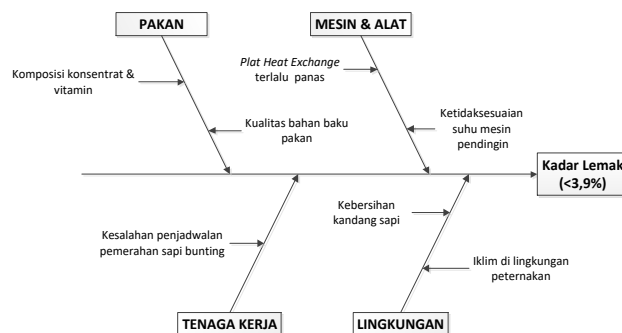 PAKAN
MESIN & ALAT
Plat Heat Exchange
terlalu panas
Komposisi konsentrat &
vitamin
Kualitas bahan baku
pakan
Ketidaksesuaian
suhu mesin
pendingin
Kadar Lemak
(<3,9%)
Kebersihan
kandang sapi
Kesalahan penjadwalan
pemerahan sapi bunting
Iklim di lingkungan
peternakan
TENAGA KERJA
LINGKUNGAN